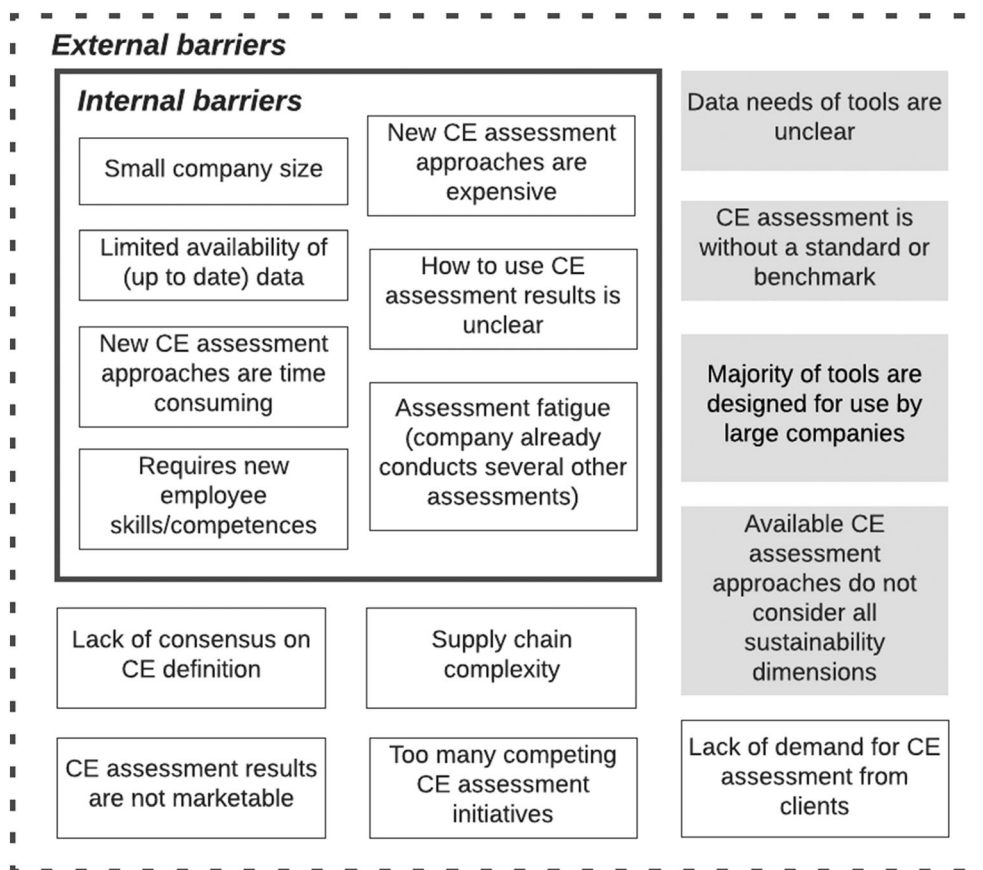 External barriers
Internal barriers
Small company size
Limited availability of
(up to date) data
New CE assessment
approaches are time
consuming
Requires new
employee
skills/competences
New CE assessment
approaches are
expensive
How to use CE
assessment results is
unclear
Assessment fatigue
(company already
conducts several other
assessments)
Data needs of tools are
unclear
CE assessment is
without a standard or
benchmark
Majority of tools are
designed for use by
large companies
Available CE
assessment
approaches do not
consider all
sustainability
dimensions
Lack of consensus on
CE definition
Supply chain
complexity
CE assessment results
are not marketable
Too many competing
CE assessment
initiatives
Lack of demand for CE
assessment from
clients